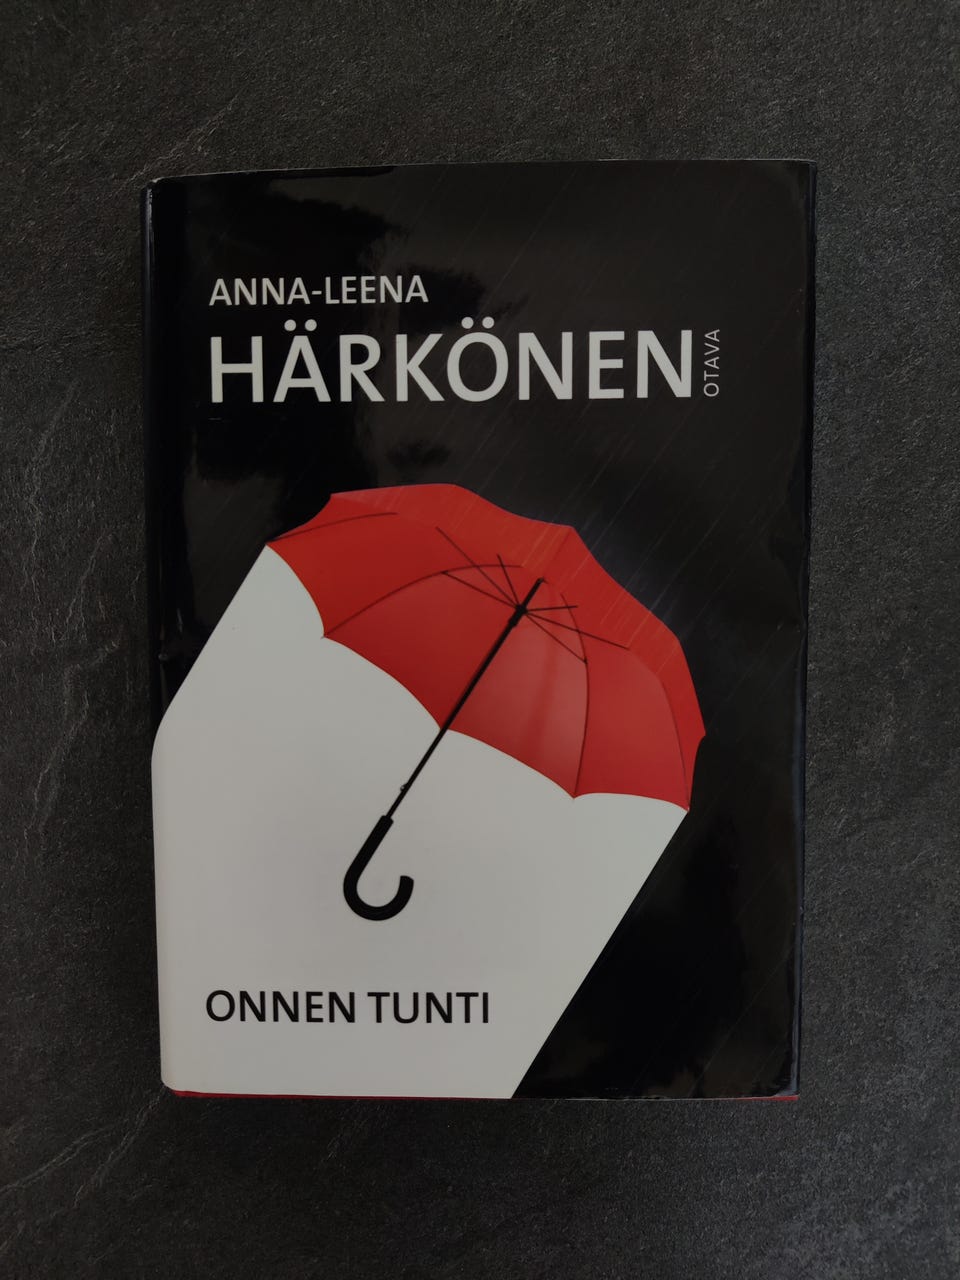 ANNA-LEENA
HÄRKÖNEN
OTAVA
ONNEN TUNTI